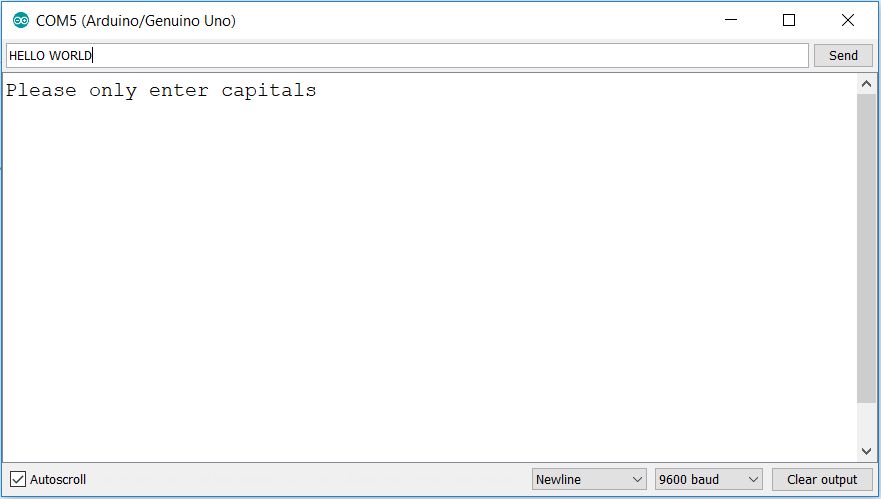 COM5 (Arduino/Genuino Uno)
HELLO WORLD
Send
Please only enter capitals
Autoscroll
Newline
9600 baud
Clear output